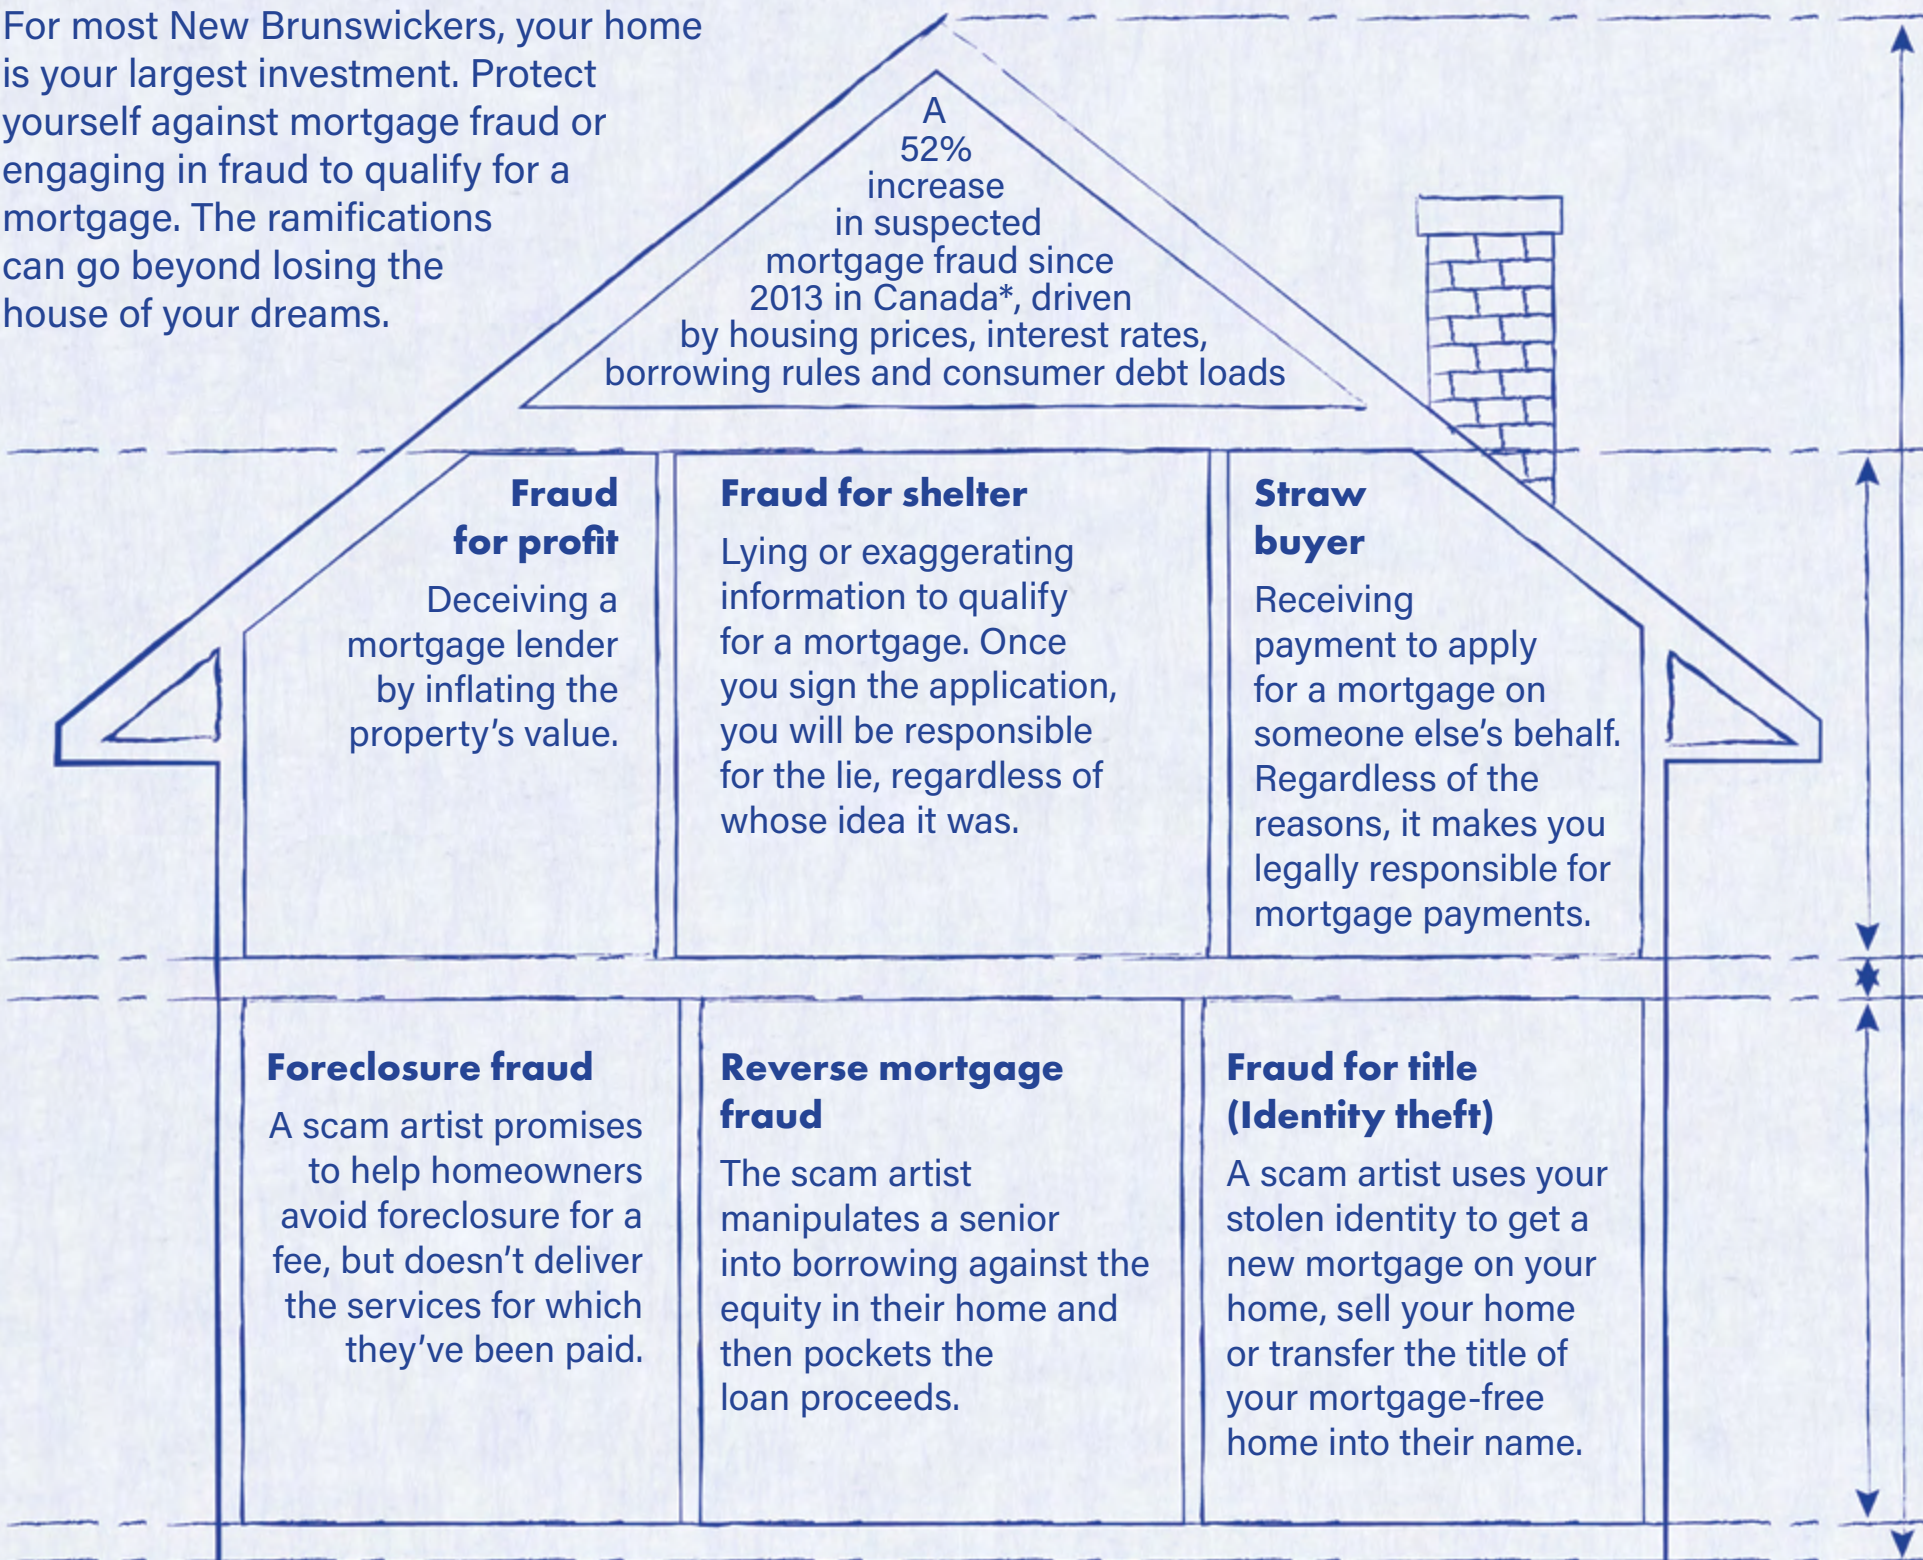 For most New Brunswickers, your home
is your largest investment. Protect
yourself against mortgage fraud or
engaging in fraud to qualify for a
mortgage. The ramifications
can go beyond losing the
house of your dreams.
A
52%
increase
in suspected
mortgage fraud since
2013 in Canada*, driven
by housing prices, interest rates,
borrowing rules and consumer debt loads
Fraud
for profit
Deceiving a
mortgage lender
by inflating the
property's value.
Fraud for shelter
Lying or exaggerating
information to qualify
for a mortgage. Once
you sign the application,
you will be responsible
for the lie, regardless of
whose idea it was.
Straw
buyer
Receiving
payment to apply
for a mortgage on
someone else's behalf.
Regardless of the
reasons, it makes you
legally responsible for
mortgage payments.
Foreclosure fraud
A scam artist promises
to help homeowners
avoid foreclosure for a
fee, but doesn't deliver
the services for which
they've been paid.
Reverse mortgage
fraud
The scam artist
manipulates a senior
into borrowing against the
equity in their home and
then pockets the
loan proceeds.
Fraud for title
(Identity theft)
A scam artist uses your
stolen identity to get a
new mortgage on your
home, sell your home
or transfer the title of
your mortgage-free
home into their name.